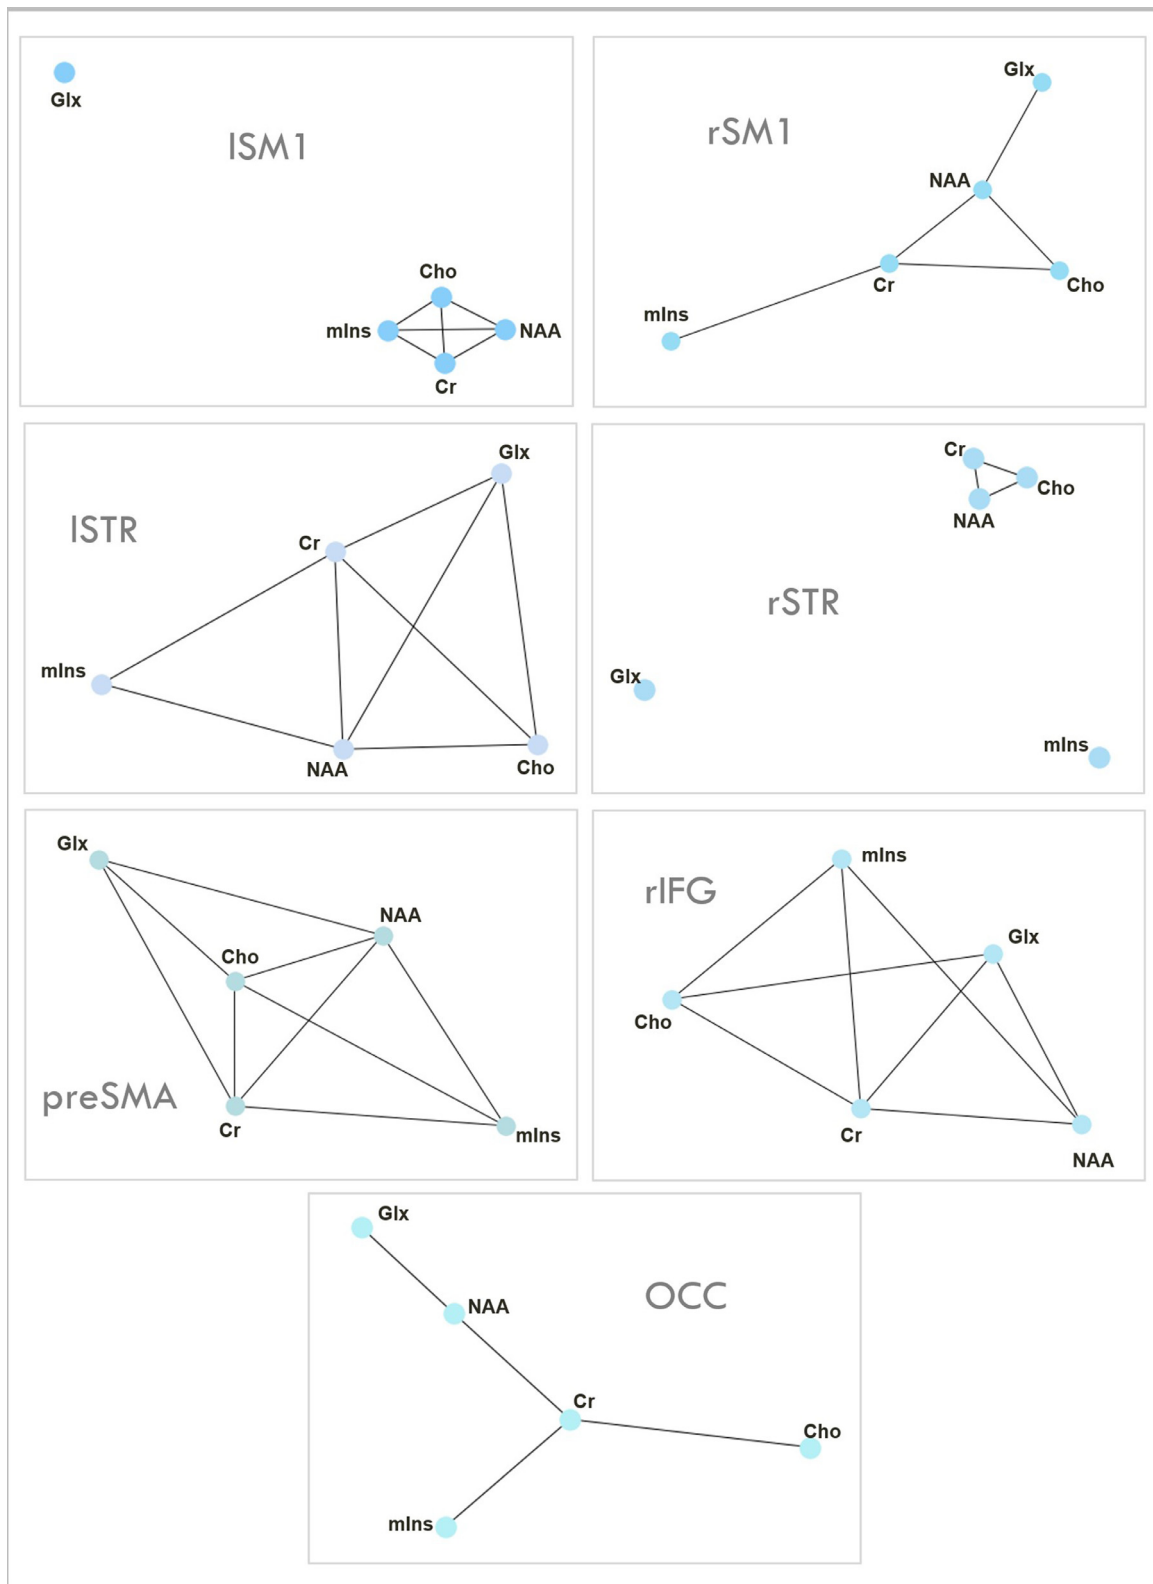 Glx
lSM1
Cho
mIns
NAA
Cr
Glx
rSM1
NAA
Cr
Cho
mIns
Glx
lSTR
Cr
mIns
NAA
Cho
Cr
Cho
NAA
rSTR
Glx
mIns
Glx
NAA
Cho
preSMA
Cr
mIns
mIns
rIFG
Glx
Cho
Cr
NAA
Glx
OCC
NAA
Cr
Cho
mIns